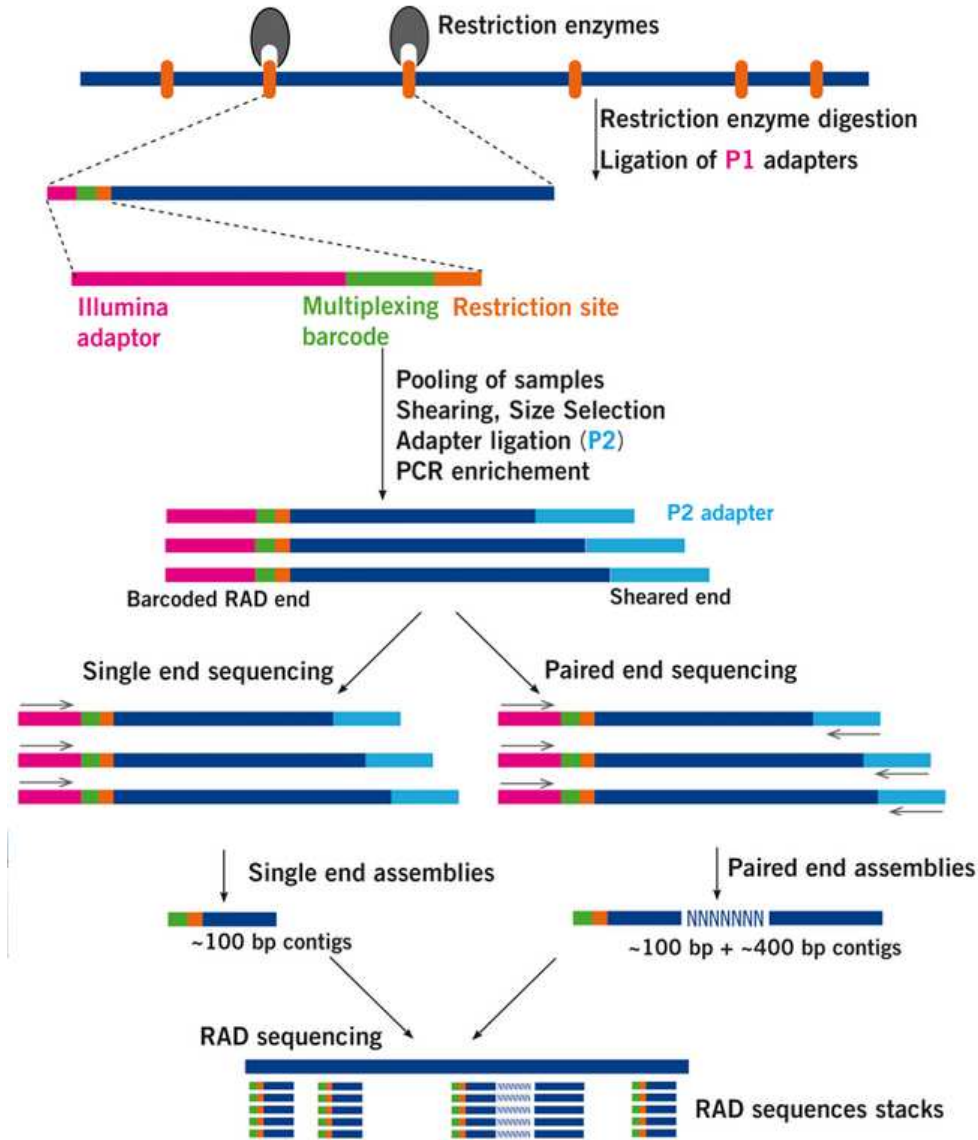 Restriction enzymes
Restriction enzyme digestion
Ligation of P1 adapters
Illumina
adaptor
Multiplexing
barcode
Restriction site
Pooling of samples
Shearing, Size Selection
Adapter ligation (P2)
PCR enrichement
P2 adapter
Barcoded RAD end
Sheared end
Single end sequencing
Paired end sequencing
Single end assemblies
Paired end assemblies
NNNNNNN
~100 bp contigs
~100 bp + ~400 bp contigs
RAD sequencing
RAD sequences stacks